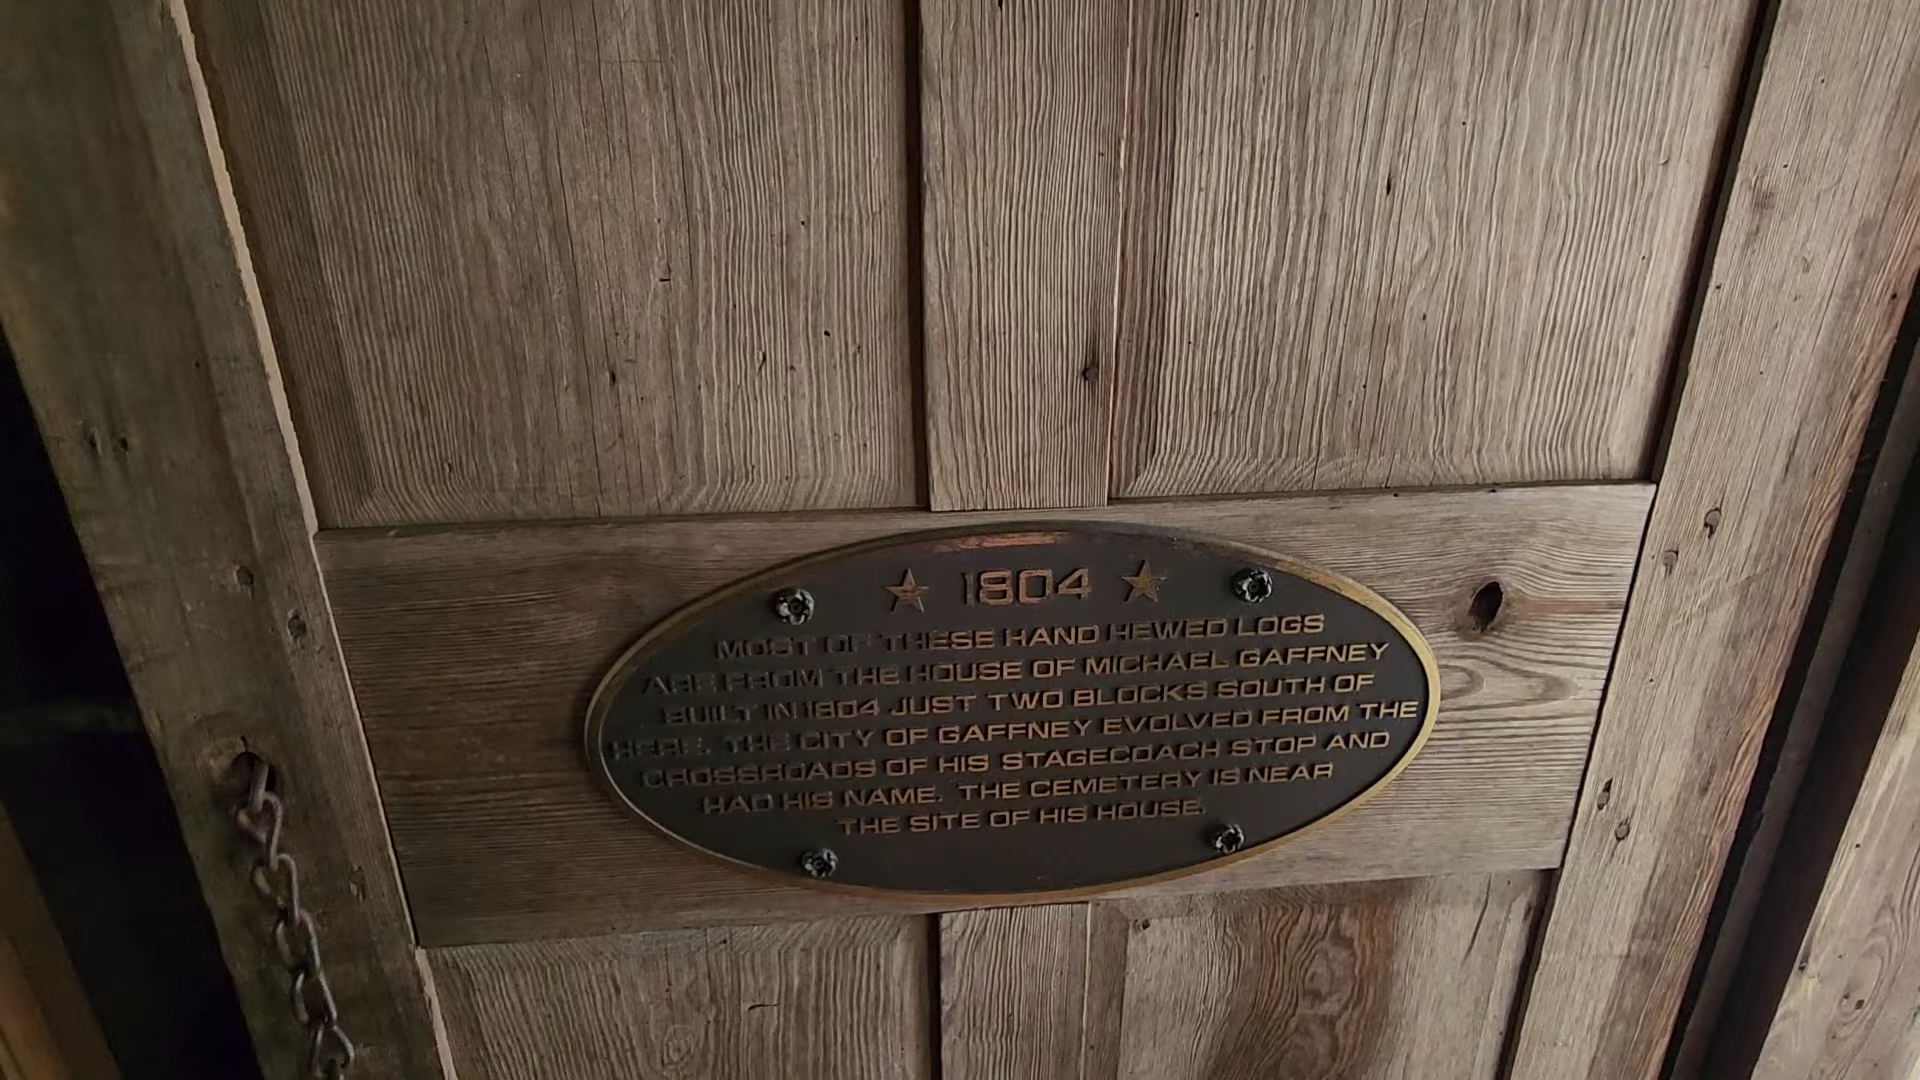 ★ 1804 ★
MOST OF THESE HAND HEWED LOGS
ARE FROM THE HOUSE OF MICHAEL GAFFNEY
BUILT IN 1804 JUST TWO BLOCKS SOUTH OF
HERE. THE CITY OF GAFFNEY EVOLVED FROM THE
CROSSROADS OF HIS STAGECOACH STOP AND
HAD HIS NAME. THE CEMETERY IS NEAR
THE SITE OF HIS HOUSE.